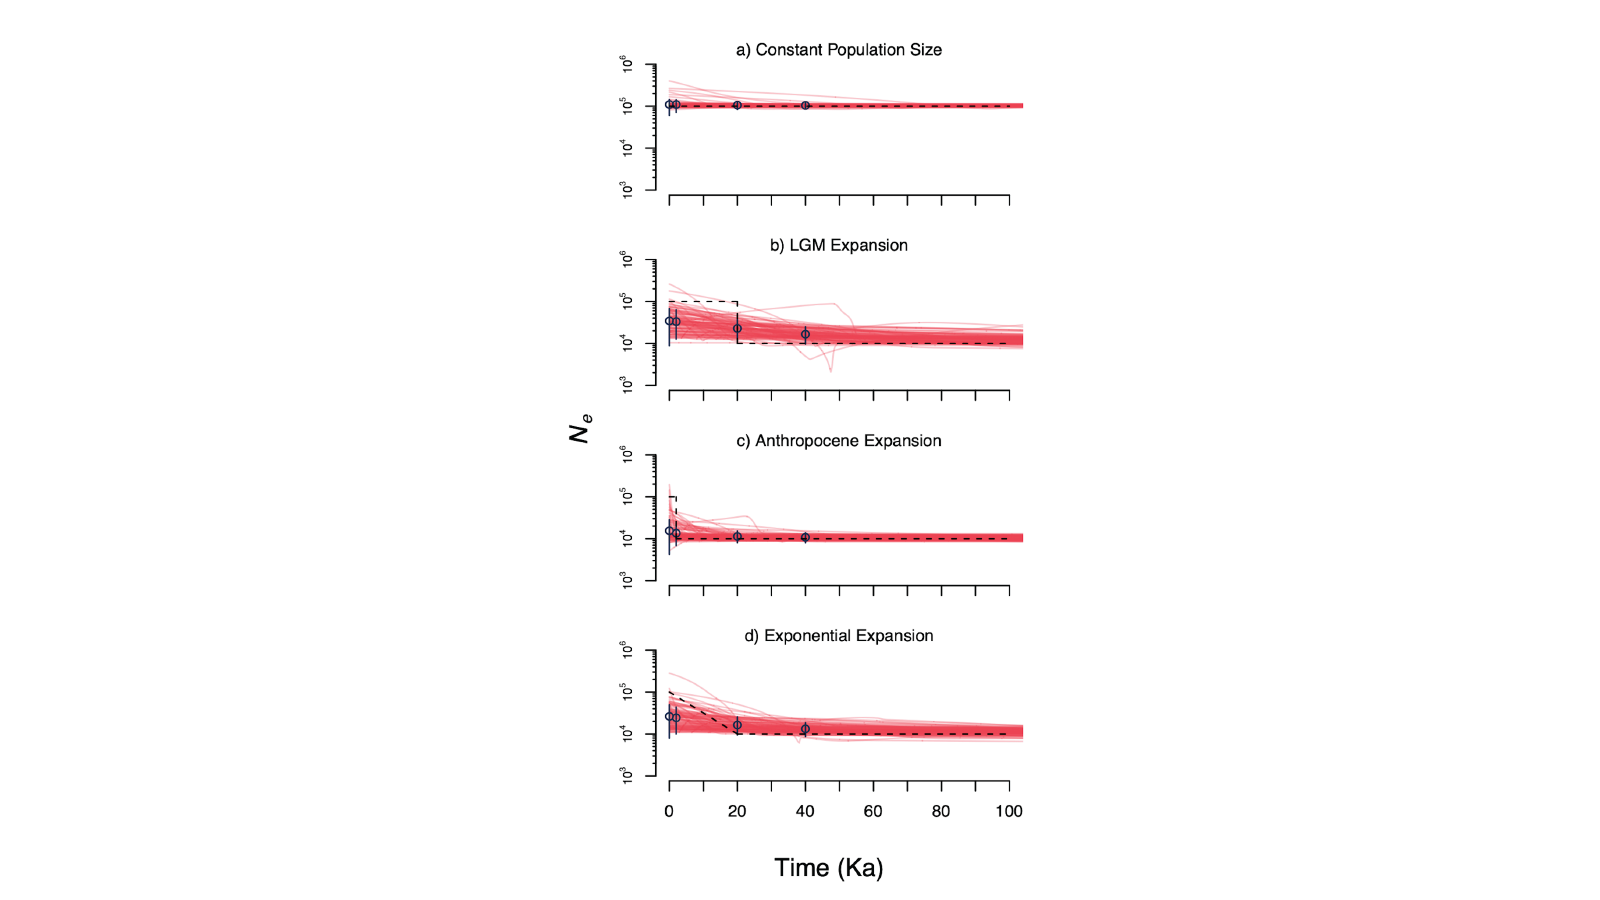 a) Constant Population Size
10^6
10^5
10^4
10^3
b) LGM Expansion
10^6
10^5
10^4
10^3
N_e
c) Anthropocene Expansion
10^6
10^5
10^4
10^3
d) Exponential Expansion
10^6
10^5
10^4
10^3
0 20 40 60 80 100
Time (Ka)